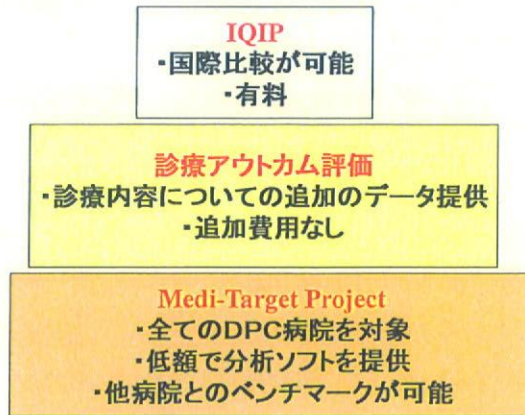 IQIP
・国際比較が可能
・有料
診療アウトカム評価
・診療内容についての追加のデータ提供
・追加費用なし
Medi-Target Project
・全てのDPC病院を対象
・低額で分析ソフトを提供
・他病院とのベンチマークが可能